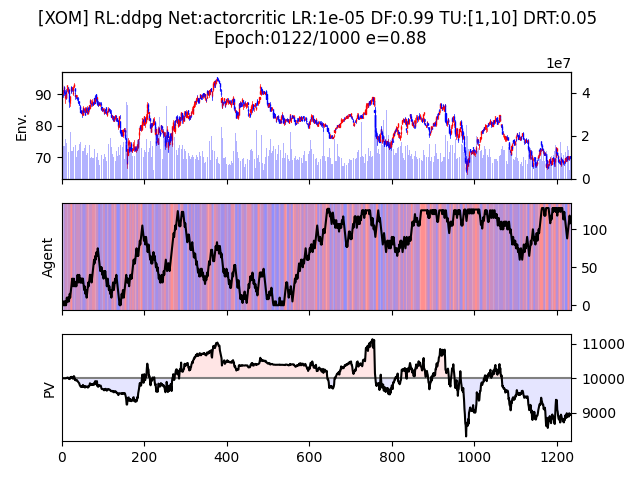 [XOM] RL:ddpg Net:actorcritic LR:1e-05 DF:0.99 TU:[1,10] DRT:0.05
Epoch:0122/1000 e=0.88
1e7
90
80
70
Env.
4
2
0
Agent
100
50
0
PV
11000
10000
9000
0 200 400 600 800 1000 1200